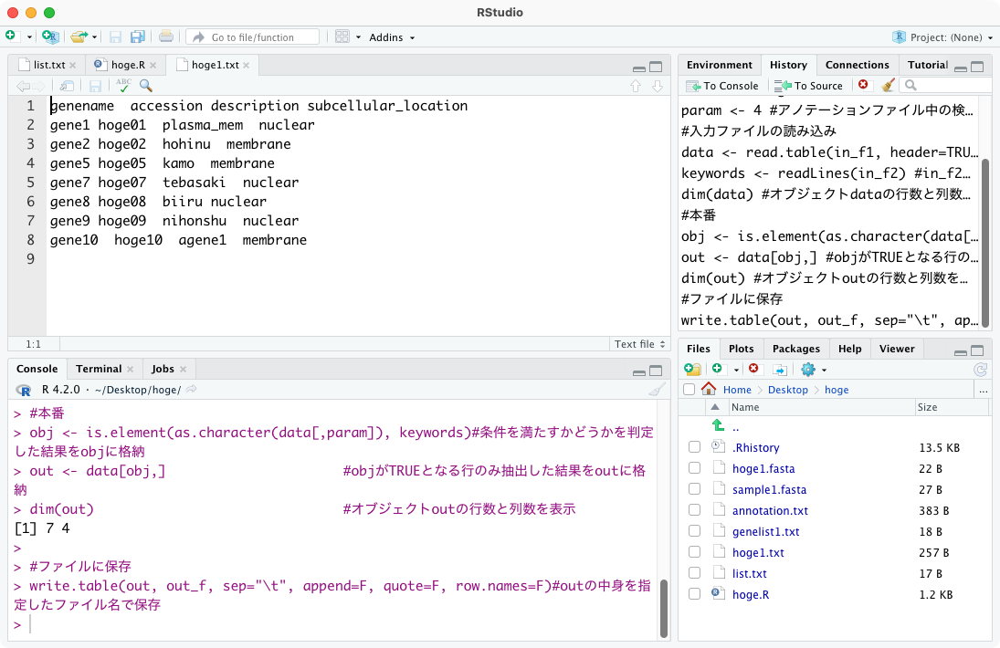 RStudio
Go to file/function
Addins
Project: (None)
list.txt
hoge.R
hoge1.txt
ABC
1 genename accession description subcellular_location
2 gene1 hoge01 plasma_mem nuclear
3 gene2 hoge02 hohinu membrane
4 gene5 hoge05 kamo membrane
5 gene7 hoge07 tebasaki nuclear
6 gene8 hoge08 biiru nuclear
7 gene9 hoge09 nihonshu nuclear
8 gene10 hoge10 agene1 membrane
9
1:1
Text file
Console Terminal Jobs
R 4.2.0 · ~/Desktop/hoge/
> #本番
> obj <- is.element(as.character(data[,param]), keywords)#条件を満たすかどうかを判定
した結果をobjに格納
> out <- data[obj,] #objがTRUEとなる行のみ抽出した結果をoutに格
納
> dim(out) #オブジェクトoutの行数と列数を表示
[1] 7 4
>
> #ファイルに保存
> write.table(out, out_f, sep="\t", append=F, quote=F, row.names=F)#outの中身を指
定したファイル名で保存
>
Environment History Connections Tutorial
To Console To Source
param <- 4 #アノテーションファイル中の検…
#入力ファイルの読み込み
data <- read.table(in_f1, header=TRU…
keywords <- readLines(in_f2) #in_f2…
dim(data) #オブジェクトdataの行数と列数…
#本番
obj <- is.element(as.character(data[…
out <- data[obj,] #objがTRUEとなる行の…
dim(out) #オブジェクトoutの行数と列数を…
#ファイルに保存
write.table(out, out_f, sep="\t", ap…
Files Plots Packages Help Viewer
Home Desktop hoge ...
Name Size
..
.Rhistory 13.5 KB
hoge1.fasta 22 B
sample1.fasta 27 B
annotation.txt 383 B
genelist1.txt 18 B
hoge1.txt 257 B
list.txt 17 B
hoge.R 1.2 KB